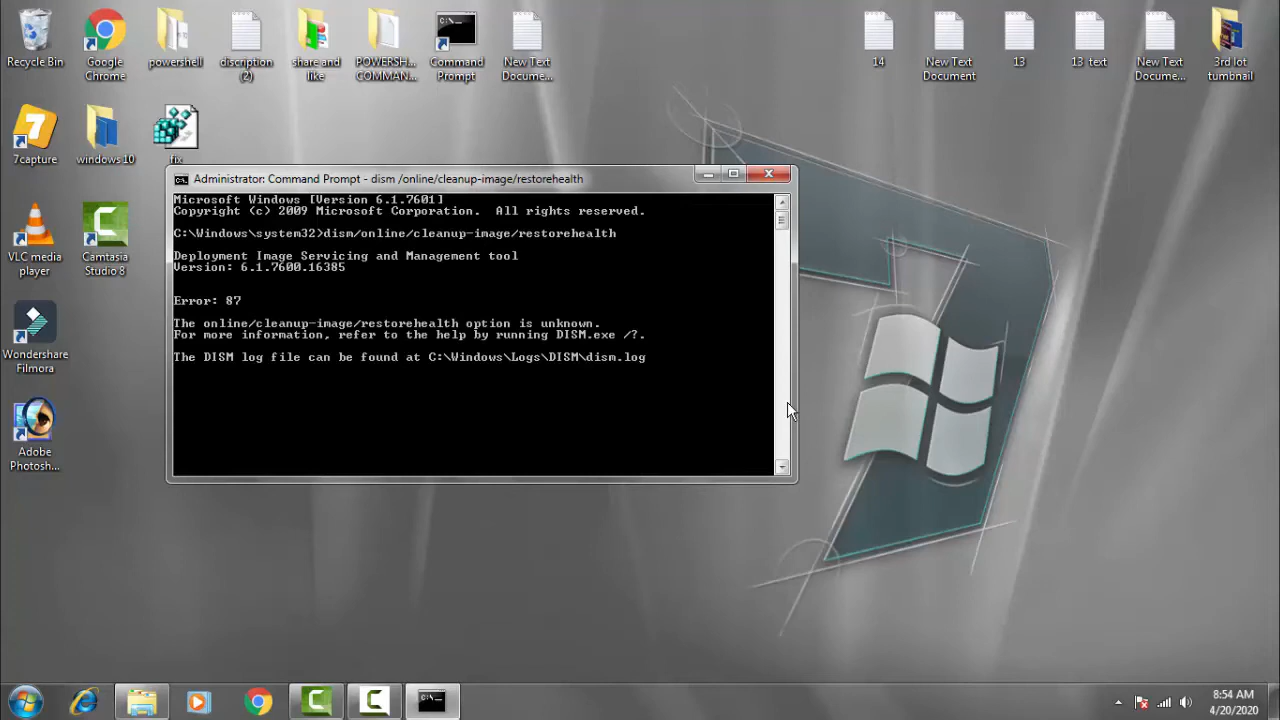 Recycle Bin
Google
Chrome
powershell
discription
(2)
share and
like
POWERSH...
COMMAN...
Command
Prompt
New Text
Docume...
14
New Text
Document
13
13_text
New Text
Docume...
3rd lot
tumbnail
7capture
windows 10
fix
VLC media
player
Camtasia
Studio 8
Wondershare
Filmora
Adobe
Photosh...
Administrator: Command Prompt - dism /online/cleanup-image/restorehealth
Microsoft Windows [Version 6.1.7601]
Copyright (c) 2009 Microsoft Corporation.  All rights reserved.
C:\Windows\system32>dism/online/cleanup-image/restorehealth
Deployment Image Servicing and Management tool
Version: 6.1.7600.16385
Error: 87
The online/cleanup-image/restorehealth option is unknown.
For more information, refer to the help by running DISM.exe /?.
The DISM log file can be found at C:\Windows\Logs\DISM\dism.log
8:54 AM
4/20/2020